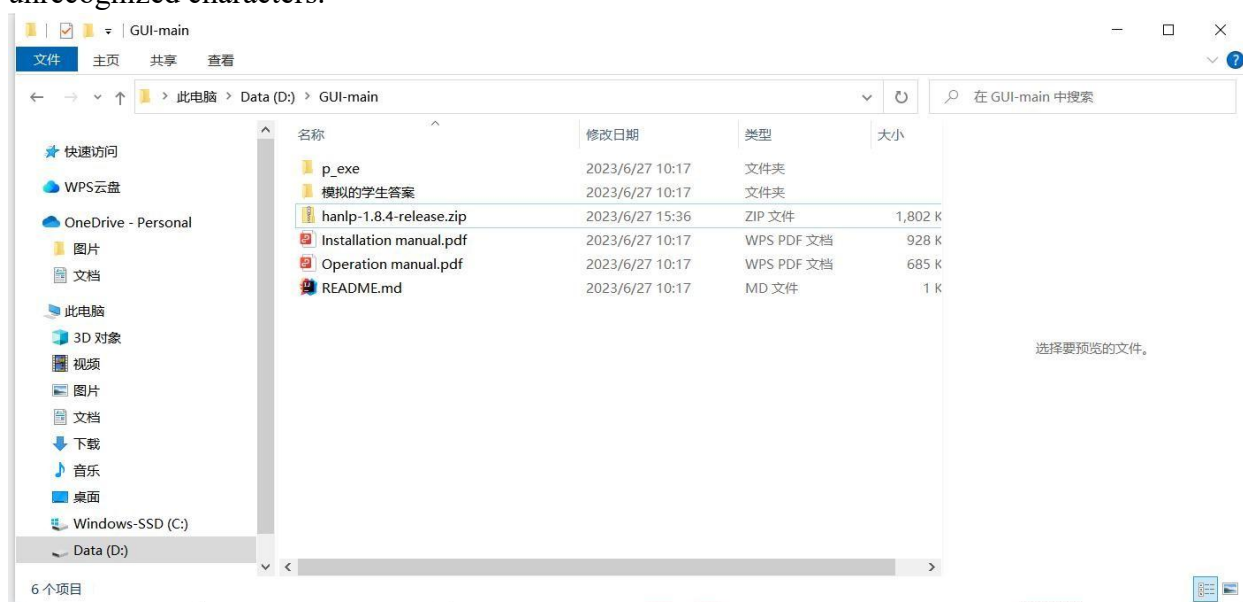 unrecognized characters.
GUI-main
文件 主页 共享 查看
此电脑 > Data (D:) > GUI-main
在 GUI-main 中搜索
快速访问
WPS云盘
OneDrive - Personal
图片
文档
此电脑
3D 对象
视频
图片
文档
下载
音乐
桌面
Windows-SSD (C:)
Data (D:)
名称 修改日期 类型 大小
p_exe 2023/6/27 10:17 文件夹
模拟的学生答案 2023/6/27 10:17 文件夹
hanlp-1.8.4-release.zip 2023/6/27 15:36 ZIP 文件 1,802 K
Installation manual.pdf 2023/6/27 10:17 WPS PDF 文档 928 K
Operation manual.pdf 2023/6/27 10:17 WPS PDF 文档 685 K
README.md 2023/6/27 10:17 MD 文件 1 K
选择要预览的文件。
6 个项目